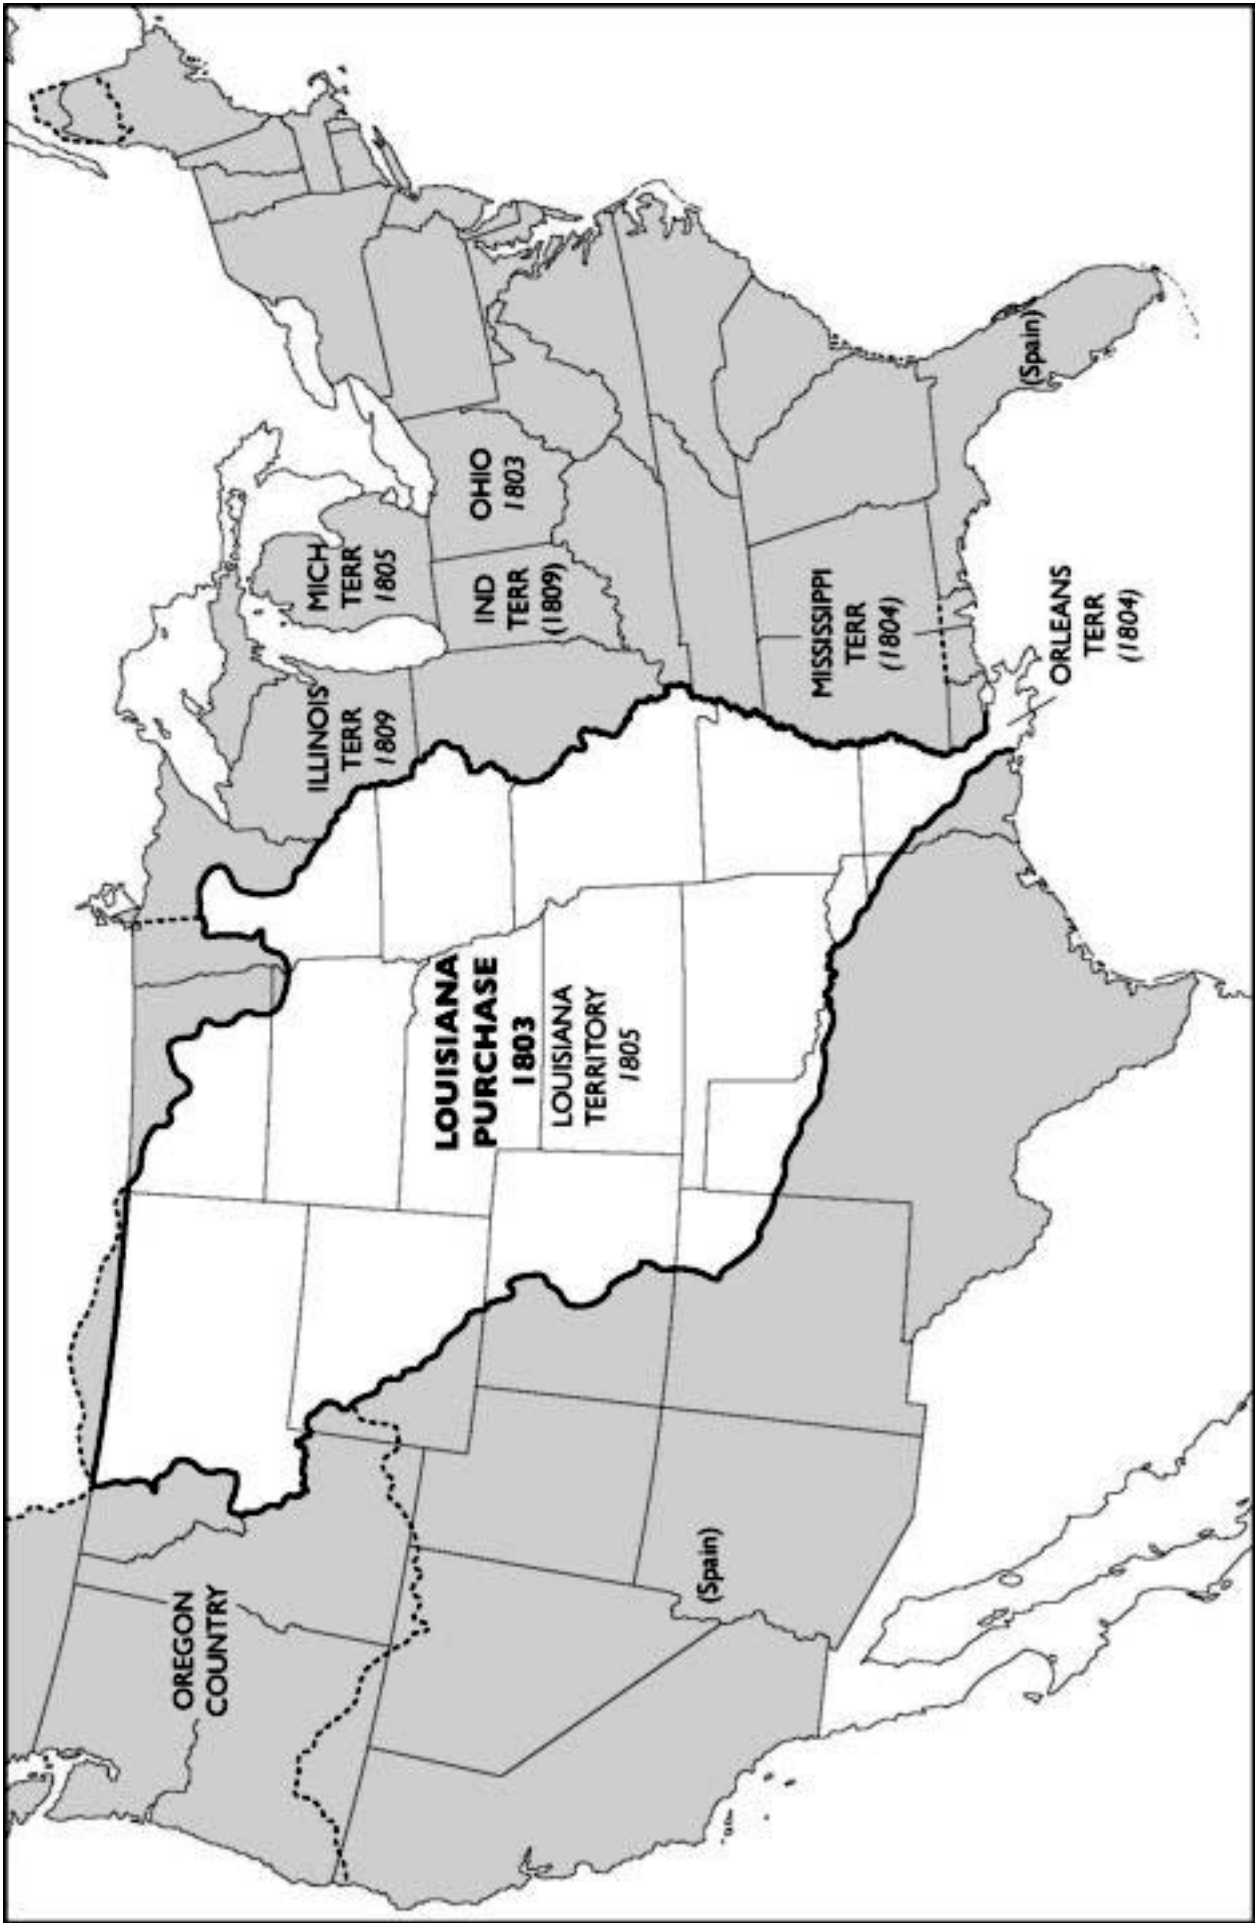 OREGON
COUNTRY
(Spain)
LOUISIANA
PURCHASE
1803
LOUISIANA
TERRITORY
1805
ILLINOIS
TERR
1809
MICH
TERR
1805
IND
TERR
(1809)
OHIO
1803
MISSISSIPPI
TERR
(1804)
ORLEANS
TERR
(1804)
(Spain)